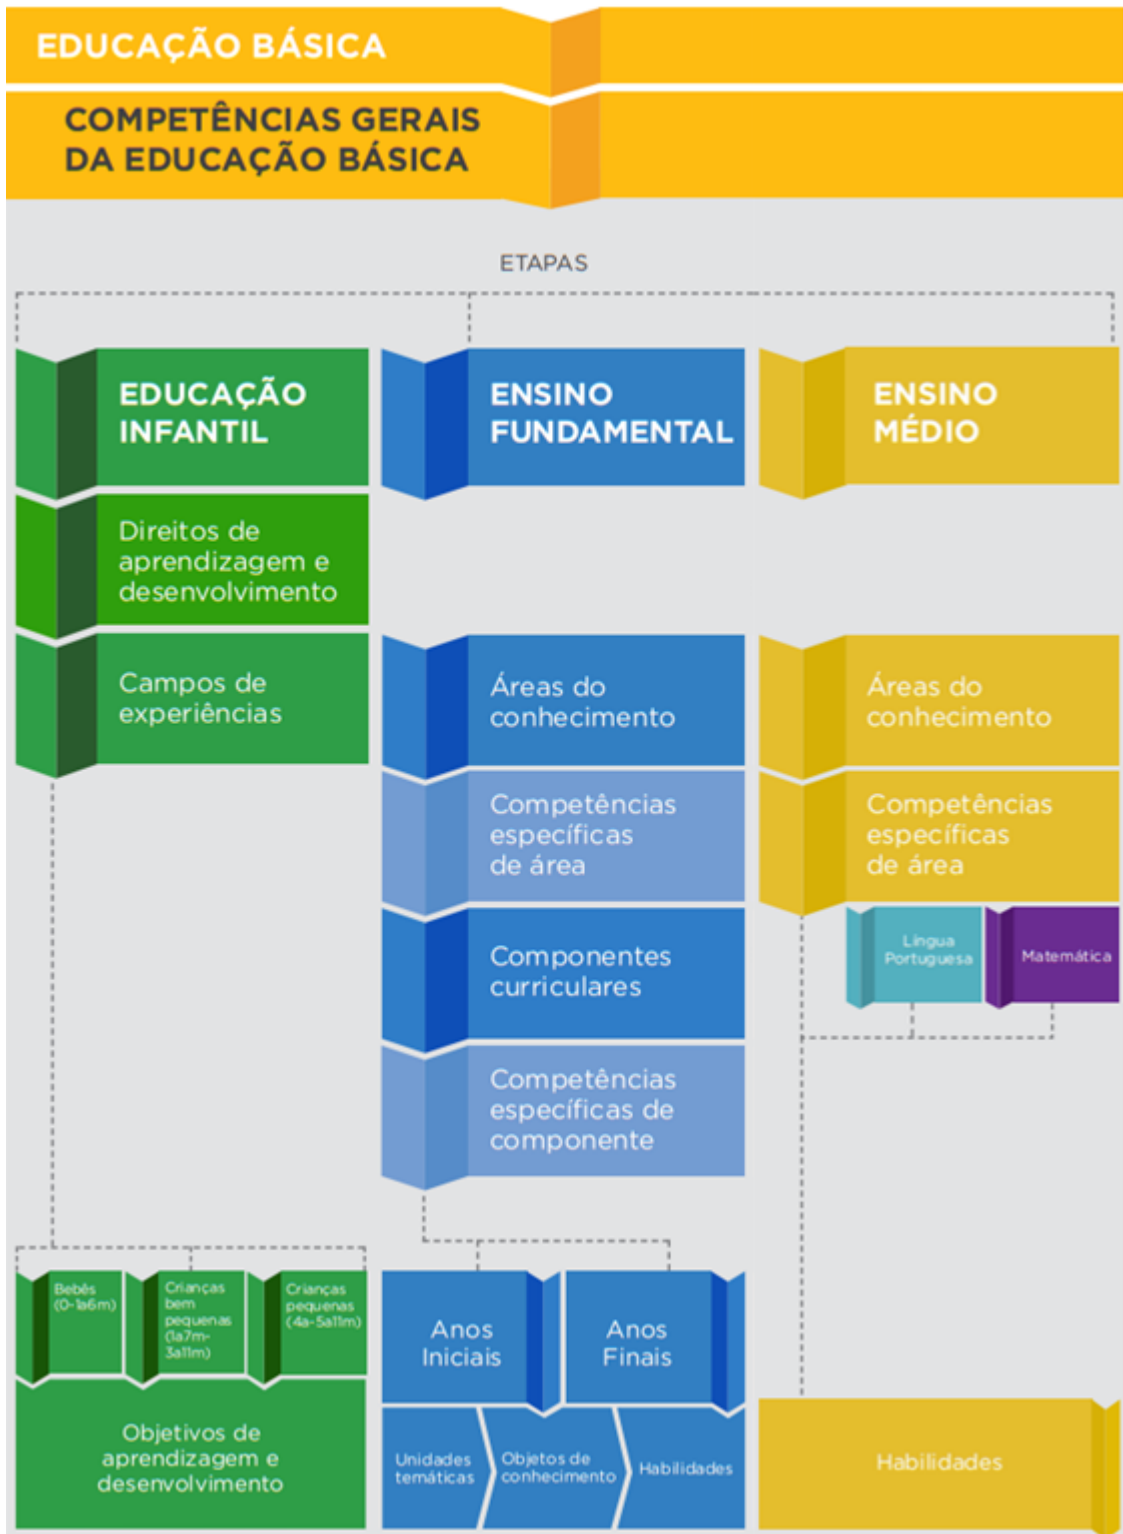 EDUCAÇÃO BÁSICA
COMPETÊNCIAS GERAIS
DA EDUCAÇÃO BÁSICA
ETAPAS
EDUCAÇÃO
INFANTIL
Direitos de
aprendizagem e
desenvolvimento
Campos de
experiências
Bebês
(0-1a6m)
Crianças
bem
pequenas
(1a7m-
3a11m)
Crianças
pequenas
(4a-5a11m)
Objetivos de
aprendizagem e
desenvolvimento
ENSINO
FUNDAMENTAL
Áreas do
conhecimento
Competências
específicas
de área
Componentes
curriculares
Competências
específicas de
componente
Anos
Iniciais
Anos
Finais
Unidades
temáticas
Objetos de
conhecimento
Habilidades
ENSINO
MÉDIO
Áreas do
conhecimento
Competências
específicas
de área
Língua
Portuguesa
Matemática
Habilidades